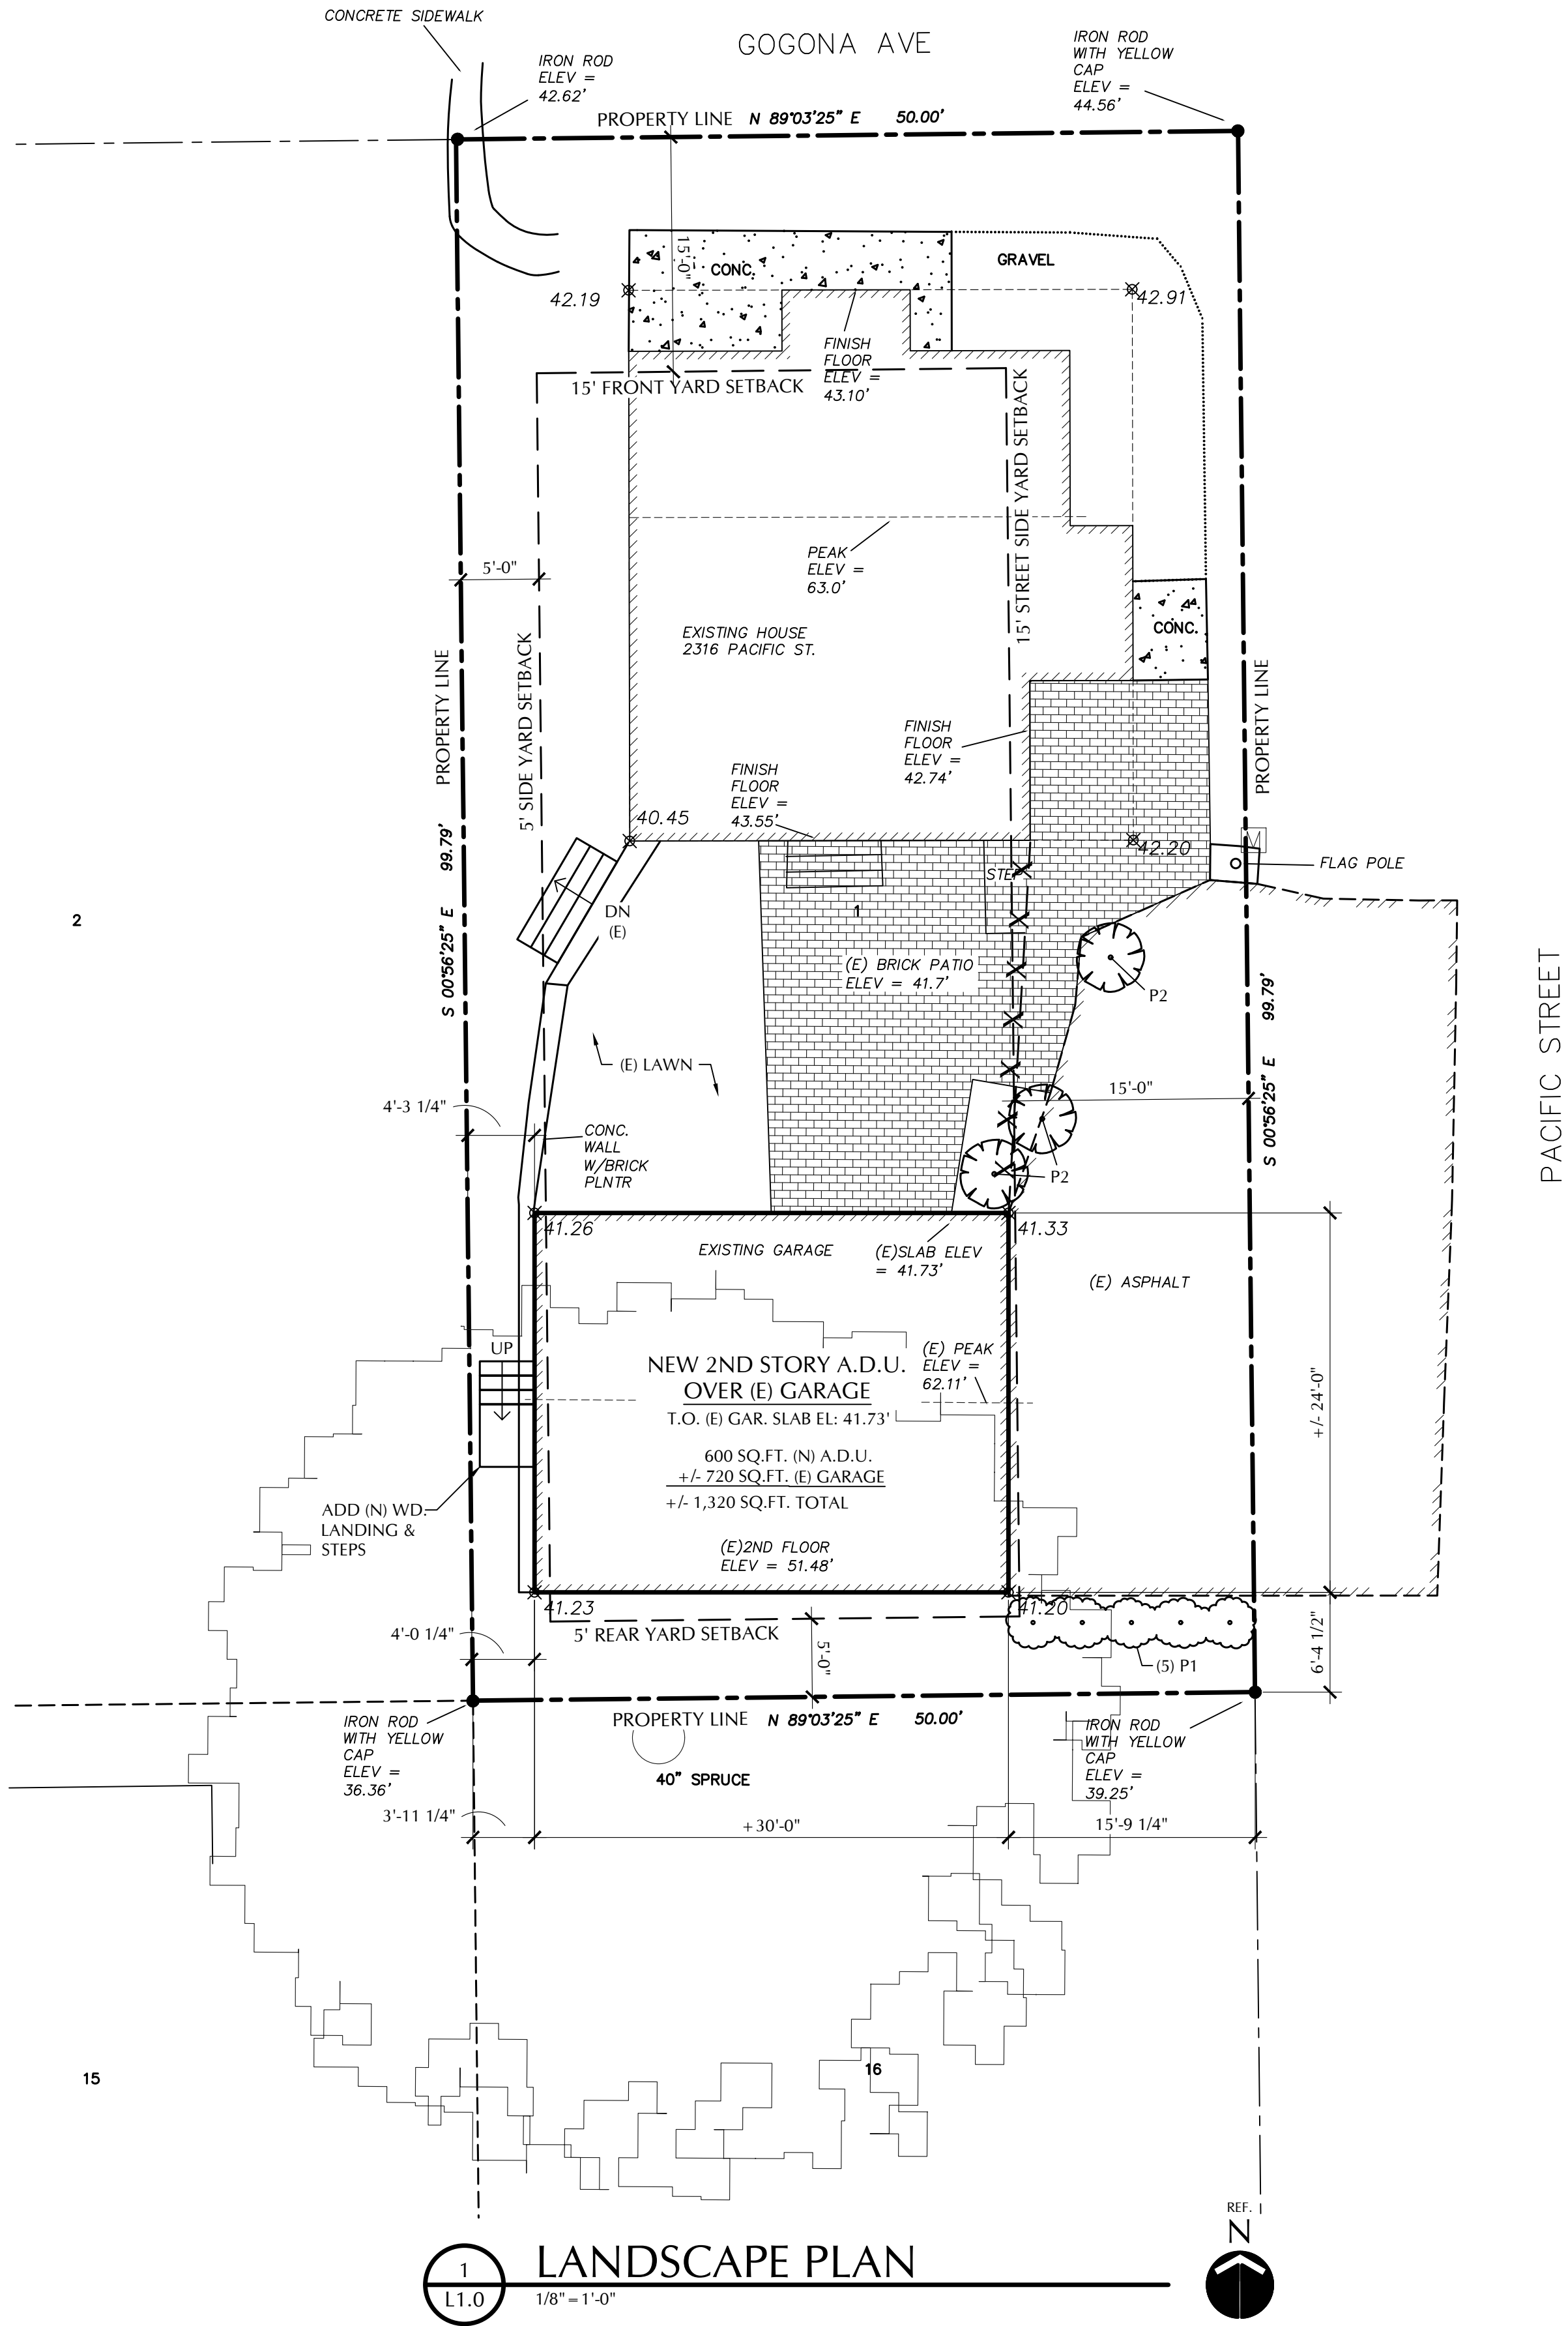 CONCRETE SIDEWALK
GOGONA AVE
IRON ROD
ELEV =
42.62'
IRON ROD
WITH YELLOW
CAP
ELEV =
44.56'
PROPERTY LINE N 89°03'25" E 50.00'
15'-0"
CONC.
GRAVEL
42.19
42.91
FINISH
FLOOR
ELEV =
43.10'
15' FRONT YARD SETBACK
15' STREET SIDE YARD SETBACK
PEAK
ELEV =
63.0'
5'-0"
EXISTING HOUSE
2316 PACIFIC ST.
CONC.
PROPERTY LINE
5' SIDE YARD SETBACK
PROPERTY LINE
FINISH
FLOOR
ELEV =
42.74'
FINISH
FLOOR
ELEV =
43.55'
40.45
42.20
M
FLAG POLE
STEP
DN
(E)
1
2
S 00°56'25" E 99.79'
(E) BRICK PATIO
ELEV = 41.7'
P2
S 00°56'25" E 99.79'
PACIFIC STREET
(E) LAWN
15'-0"
4'-3 1/4"
CONC.
WALL
W/BRICK
PLNTR
P2
41.26
41.33
EXISTING GARAGE
(E)SLAB ELEV
= 41.73'
(E) ASPHALT
UP
NEW 2ND STORY A.D.U.
OVER (E) GARAGE
T.O. (E) GAR. SLAB EL: 41.73'
(E) PEAK
ELEV =
62.11'
+/- 24'-0"
600 SQ.FT. (N) A.D.U.
+/- 720 SQ.FT. (E) GARAGE
+/- 1,320 SQ.FT. TOTAL
ADD (N) WD.
LANDING &
STEPS
(E)2ND FLOOR
ELEV = 51.48'
41.23
41.20
4'-0 1/4"
5' REAR YARD SETBACK
5'-0"
(5) P1
6'-4 1/2"
IRON ROD
WITH YELLOW
CAP
ELEV =
36.36'
PROPERTY LINE N 89°03'25" E 50.00'
IRON ROD
WITH YELLOW
CAP
ELEV =
39.25'
40" SPRUCE
3'-11 1/4"
+30'-0"
15'-9 1/4"
15
16
REF.
N
1
L1.0
LANDSCAPE PLAN
1/8" = 1'-0"